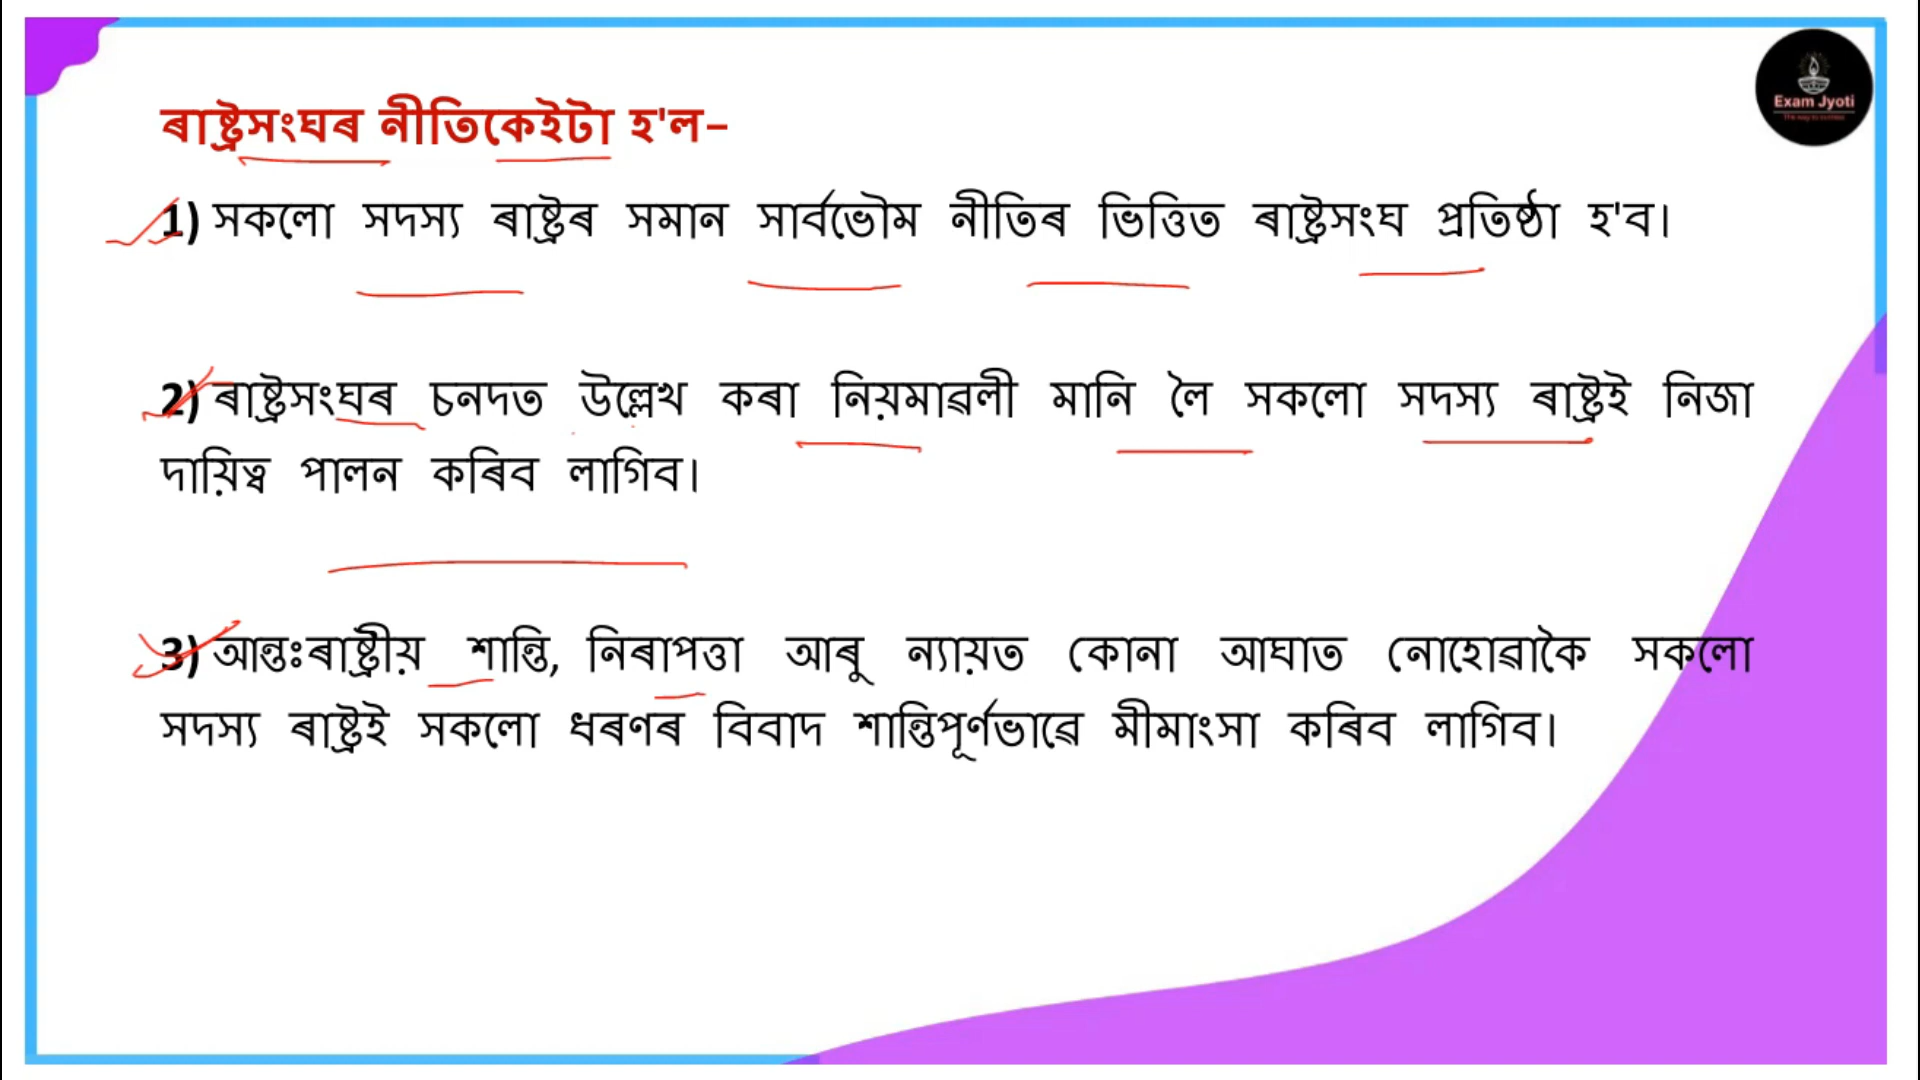 ৰাষ্ট্ৰসংঘৰ নীতিকেইটা হ'ল–
Exam Jyoti
1) সকলো সদস্য ৰাষ্ট্ৰৰ সমান সাৰ্বভৌম নীতিৰ ভিত্তিত ৰাষ্ট্ৰসংঘ প্ৰতিষ্ঠা হ'ব।
2) ৰাষ্ট্ৰসংঘৰ চনদত উল্লেখ কৰা নিয়মাৱলী মানি লৈ সকলো সদস্য ৰাষ্ট্ৰই নিজা
দায়িত্ব পালন কৰিব লাগিব।
3) আন্তঃৰাষ্ট্ৰীয় শান্তি, নিৰাপত্তা আৰু ন্যায়ত কোনা আঘাত নোহোৱাকৈ সকলো
সদস্য ৰাষ্ট্ৰই সকলো ধৰণৰ বিবাদ শান্তিপূৰ্ণভাৱে মীমাংসা কৰিব লাগিব।